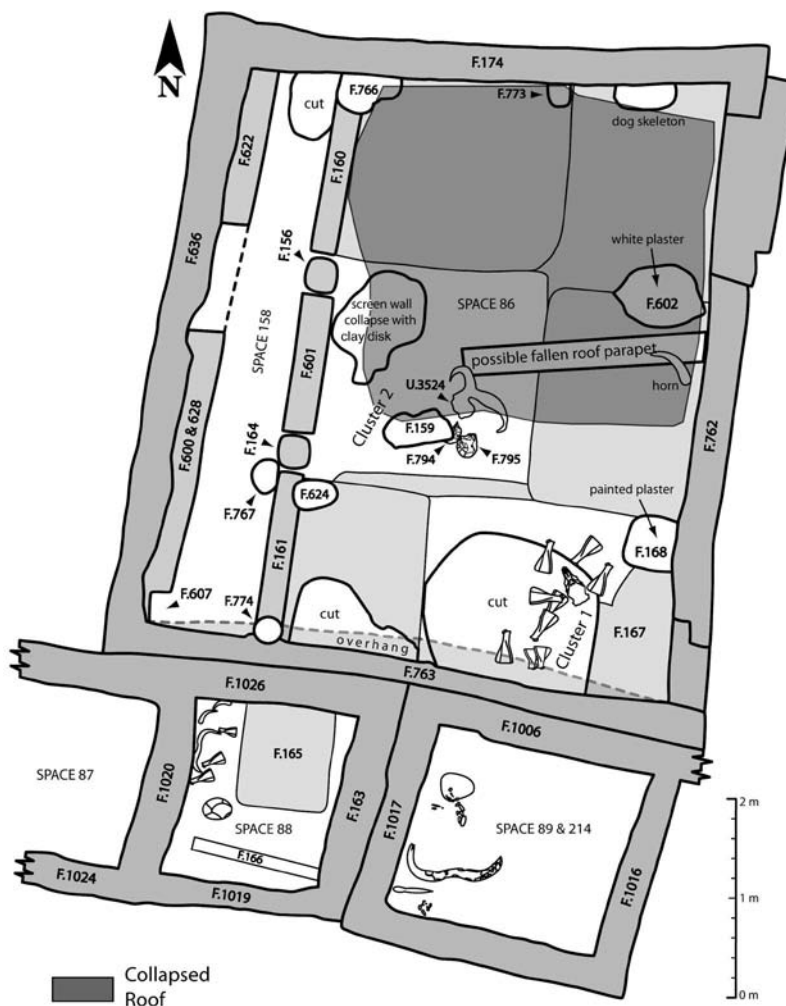 N
F.174
F.766
cut
F.773
dog skeleton
F.622
F.160
F.636
F.156
white plaster
F.602
SPACE 158
screen wall
collapse with
clay disk
SPACE 86
F.601
possible fallen roof parapet
horn
U.3524
Cluster 2
F.159
F.794
F.795
F.600 & 628
F.164
F.767
F.624
F.762
painted plaster
F.168
F.161
cut
Cluster 1
F.167
F.607
F.774
cut
overhang
F.763
F.1026
F.1006
F.165
SPACE 87
F.1020
F.163
F.1017
SPACE 89 & 214
SPACE 88
F.166
F.1016
F.1024
F.1019
2 m
1 m
0 m
Collapsed
Roof